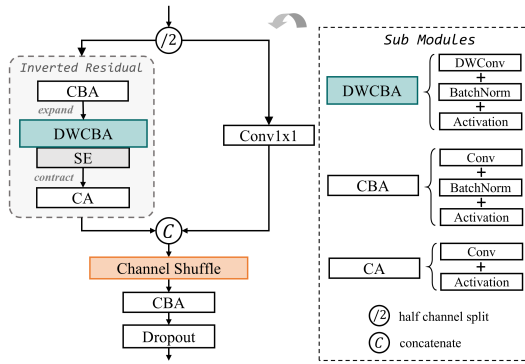 /2
Inverted Residual
CBA
expand
DWCBA
SE
contract
CA
Conv1x1
C
Channel Shuffle
CBA
Dropout
Sub Modules
DWCBA
DWConv
+
BatchNorm
+
Activation
CBA
Conv
+
BatchNorm
+
Activation
CA
Conv
+
Activation
/2 half channel split
C concatenate